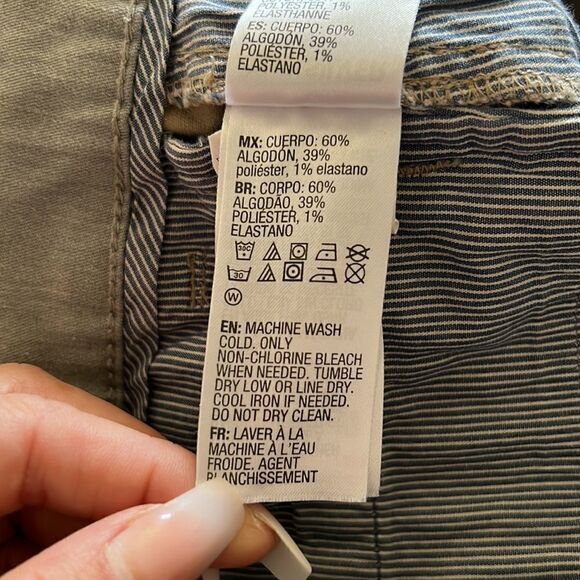 POLYESTER, 1%
ELASTHANNE
ES: CUERPO: 60%
ALGODÓN, 39%
POLIÉSTER, 1%
ELASTANO
MX: CUERPO: 60%
ALGODÓN, 39%
poliéster, 1% elastano
BR: CORPO: 60%
ALGODÃO, 39%
POLIÉSTER, 1%
ELASTANO
30C
30
W
EN: MACHINE WASH
COLD. ONLY
NON-CHLORINE BLEACH
WHEN NEEDED. TUMBLE
DRY LOW OR LINE DRY.
COOL IRON IF NEEDED.
DO NOT DRY CLEAN.
FR: LAVER À LA
MACHINE À L'EAU
FROIDE. AGENT
BLANCHISSEMENT